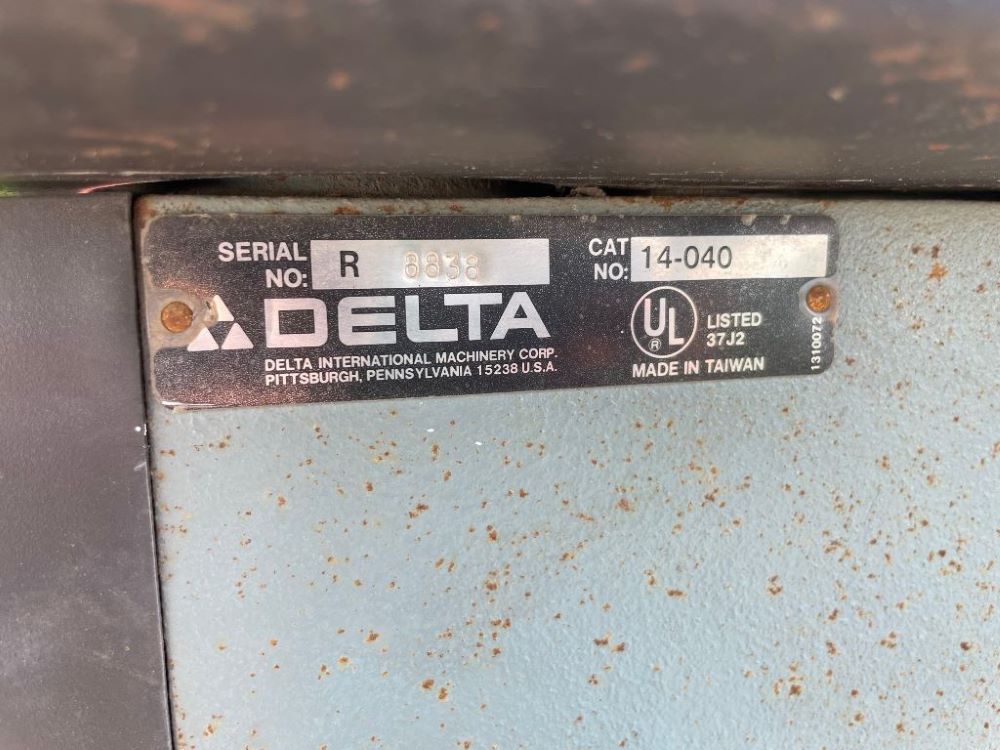 SERIAL NO: R 8838
CAT NO: 14-040
DELTA
UL ® LISTED 37J2
DELTA INTERNATIONAL MACHINERY CORP.
PITTSBURGH, PENNSYLVANIA 15238 U.S.A.
MADE IN TAIWAN
1310072